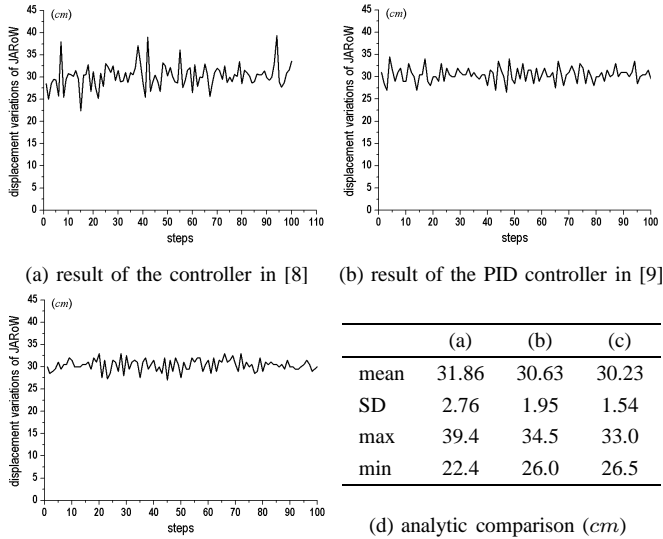 (cm)
displacement variations of JARoW
45
40
35
30
25
20
15
10
5
0
0 10 20 30 40 50 60 70 80 90 100 110
steps
(a) result of the controller in [8]
(cm)
displacement variations of JARoW
45
40
35
30
25
20
15
10
5
0
0 10 20 30 40 50 60 70 80 90 100
steps
(b) result of the PID controller in [9]
(cm)
displacement variations of JARoW
45
40
35
30
25
20
15
10
5
0
0 10 20 30 40 50 60 70 80 90 100
steps
(a) (b) (c)
mean 31.86 30.63 30.23
SD 2.76 1.95 1.54
max 39.4 34.5 33.0
min 22.4 26.0 26.5
(d) analytic comparison (cm)